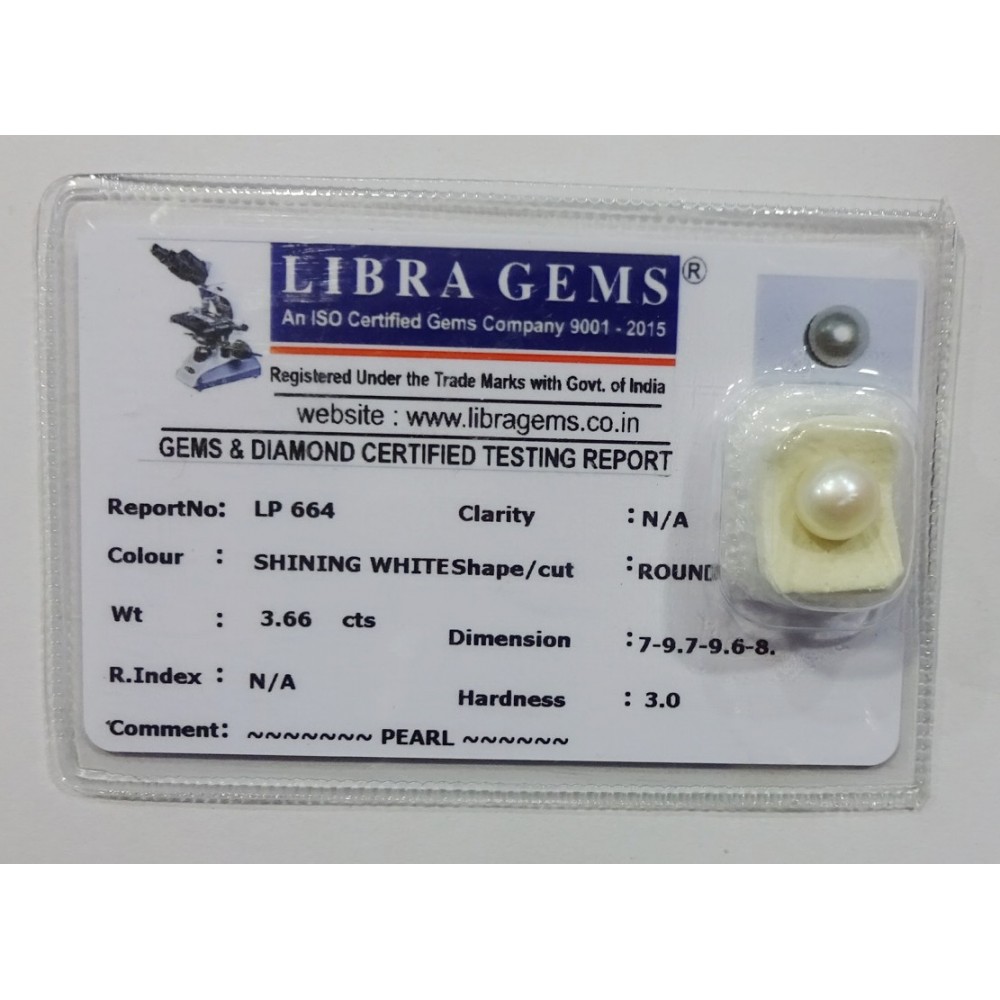 LIBRA GEMS ®
An ISO Certified Gems Company 9001 - 2015
Registered Under the Trade Marks with Govt. of India
website : www.libragems.co.in
GEMS & DIAMOND CERTIFIED TESTING REPORT
ReportNo: LP 664 Clarity : N/A
Colour : SHINING WHITE Shape/cut : ROUND
Wt : 3.66 cts Dimension : 7-9.7-9.6-8.
R.Index : N/A Hardness : 3.0
Comment: ~~~~~~~ PEARL ~~~~~~